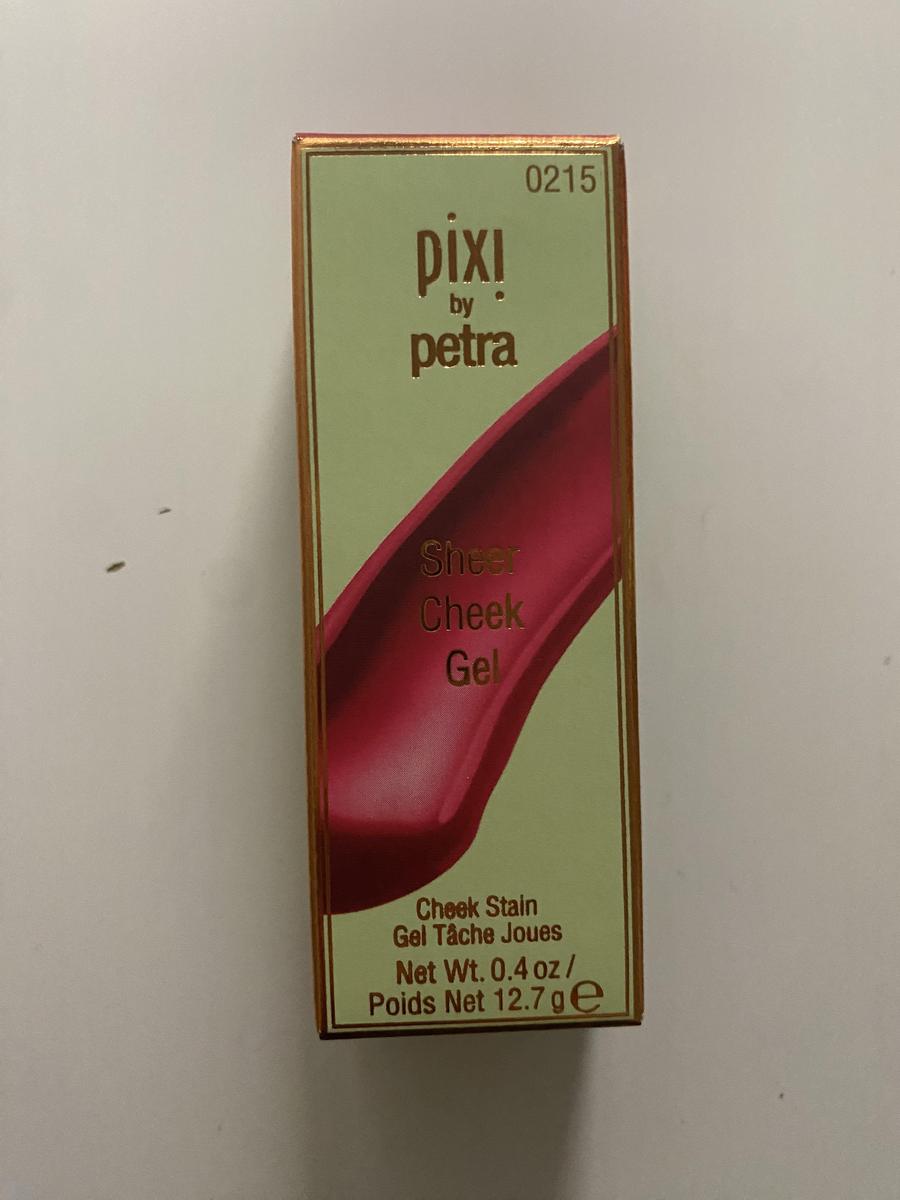 0215
pixi
by
petra
Sheer
Cheek
Gel
Cheek Stain
Gel Tâche Joues
Net Wt. 0.4 oz /
Poids Net 12.7 g e